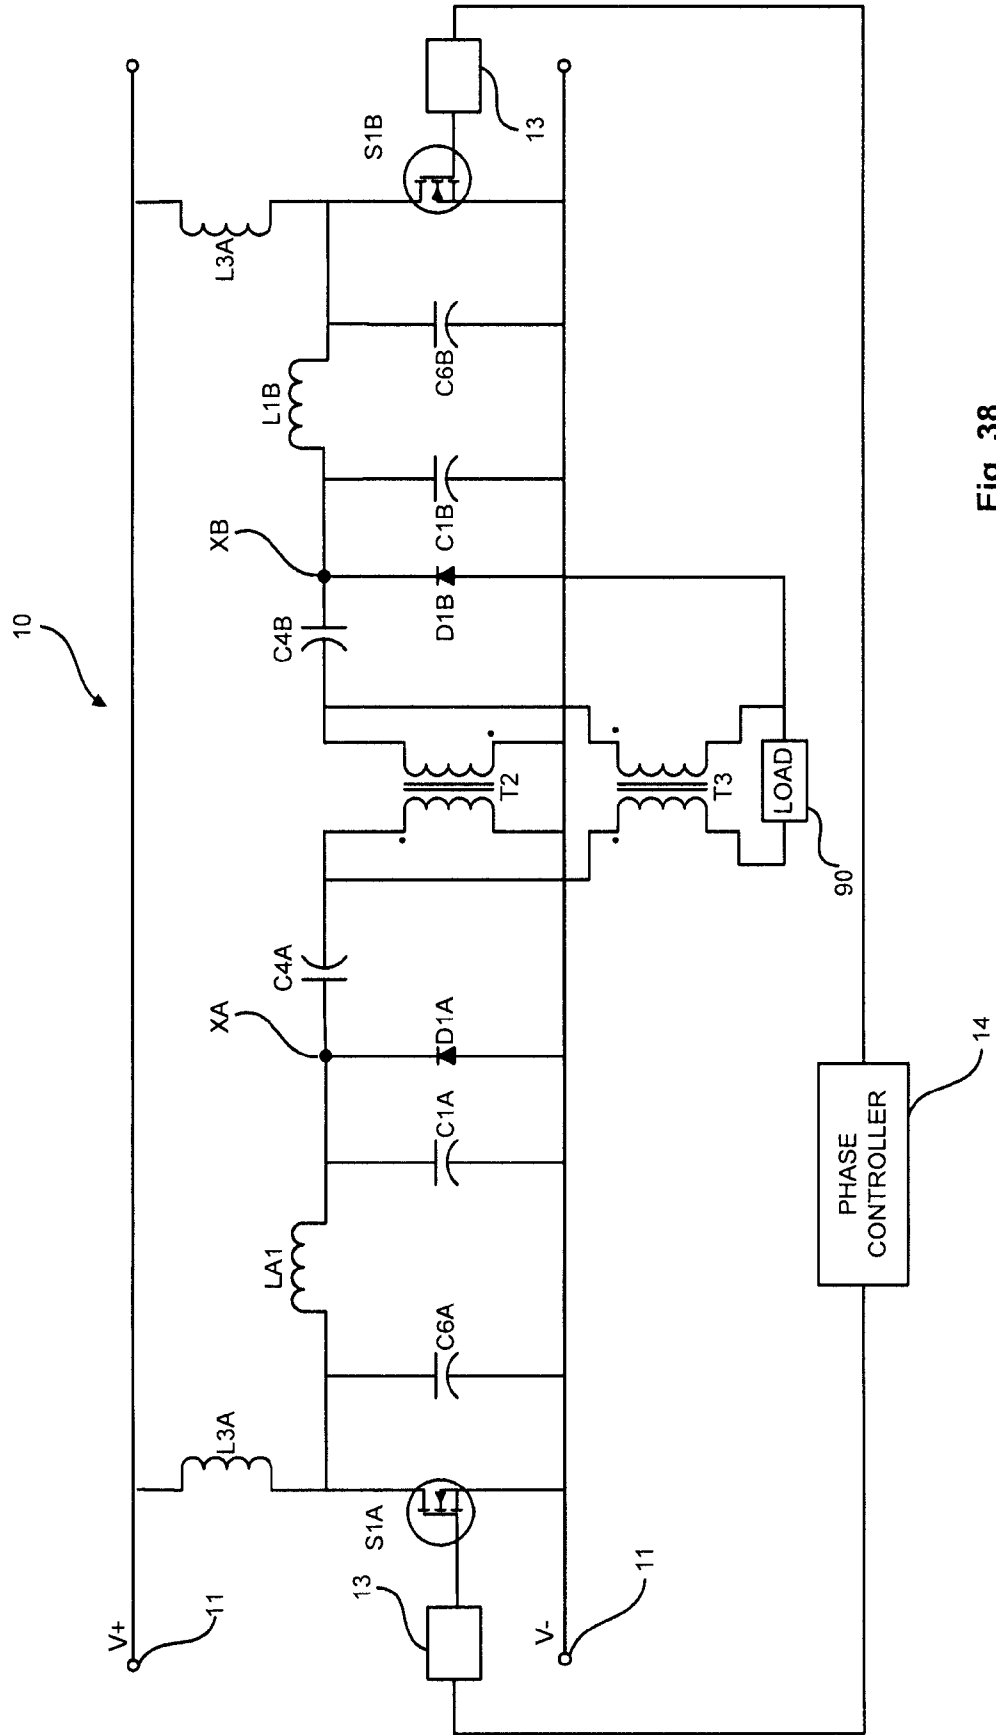 10
V+
11
L3A
L3A
LA1
XA
C4A
C4B
XB
L1B
S1A
C6A
C1A
D1A
T2
D1B
C1B
C6B
S1B
13
13
V-
11
T3
LOAD
90
PHASE
CONTROLLER
14
Fig. 38